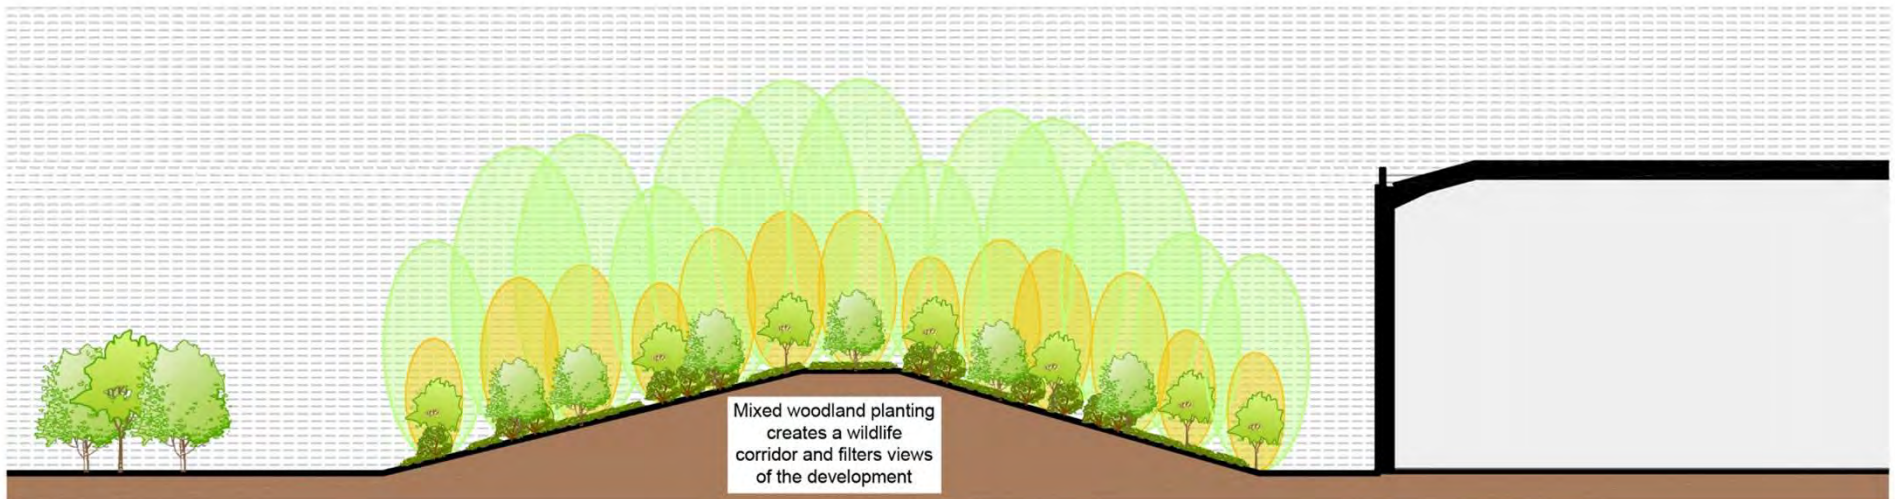 Mixed woodland planting
creates a wildlife
corridor and filters views
of the development